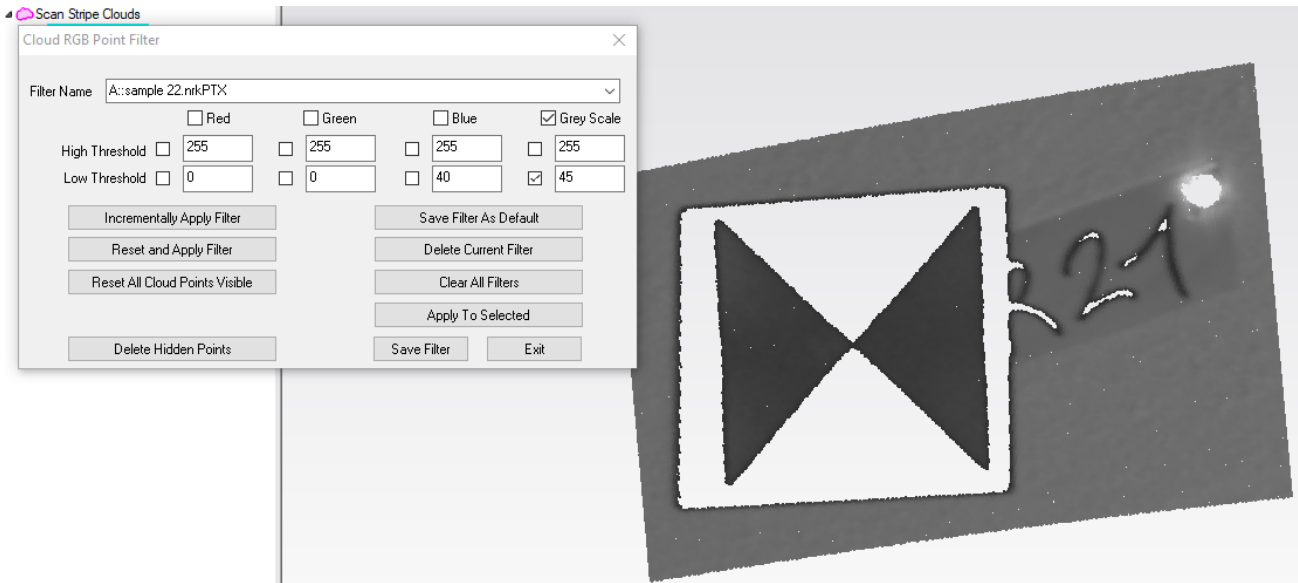 Scan Stripe Clouds
Cloud RGB Point Filter
Filter Name A::sample 22.nrkPTX
Red Green Blue Grey Scale
High Threshold 255 255 255 255
Low Threshold 0 0 40 45
Incrementally Apply Filter Save Filter As Default
Reset and Apply Filter Delete Current Filter
Reset All Cloud Points Visible Clear All Filters
Apply To Selected
Delete Hidden Points Save Filter Exit